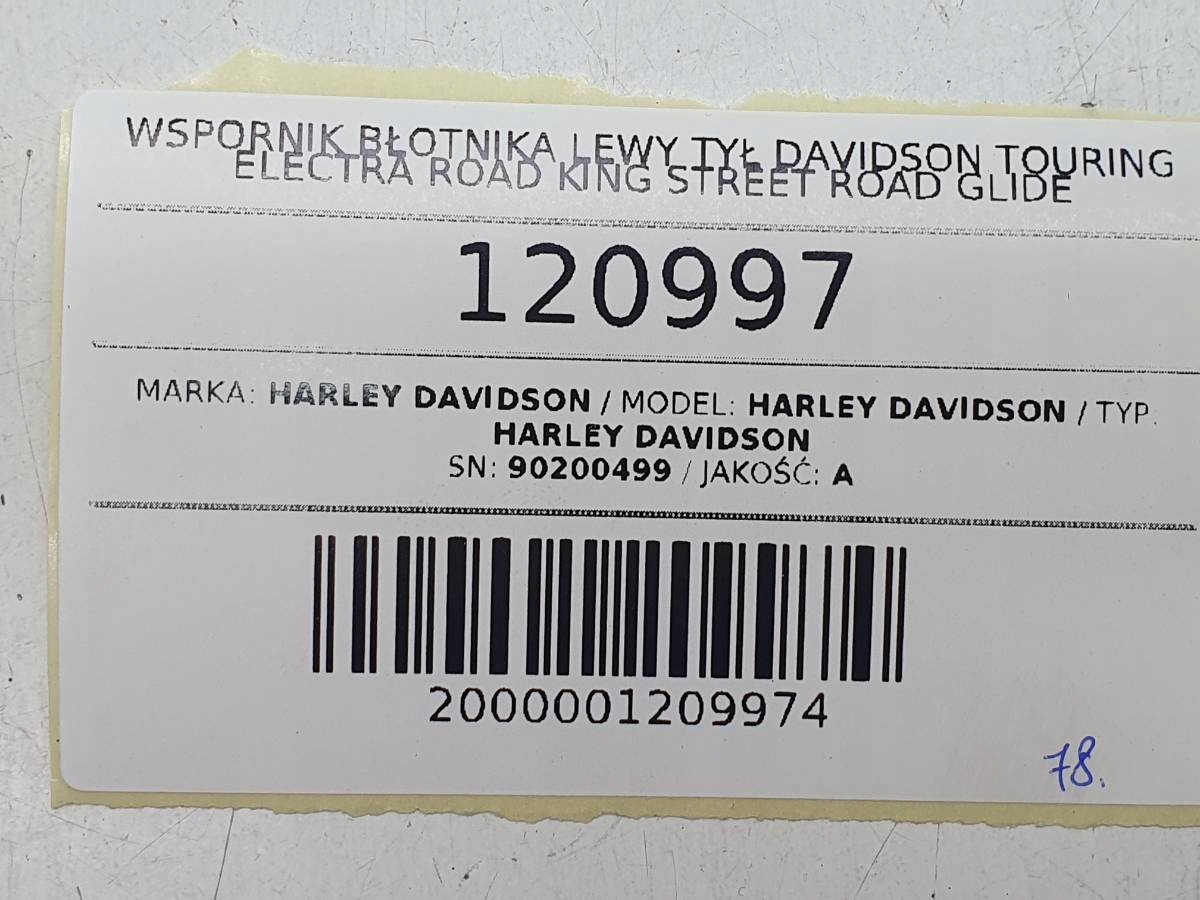 WSPORNIK BŁOTNIKA LEWY TYŁ DAVIDSON TOURING
ELECTRA ROAD KING STREET ROAD GLIDE
120997
MARKA: HARLEY DAVIDSON / MODEL: HARLEY DAVIDSON / TYP:
HARLEY DAVIDSON
SN: 90200499 / JAKOŚĆ: A
2000001209974
78.